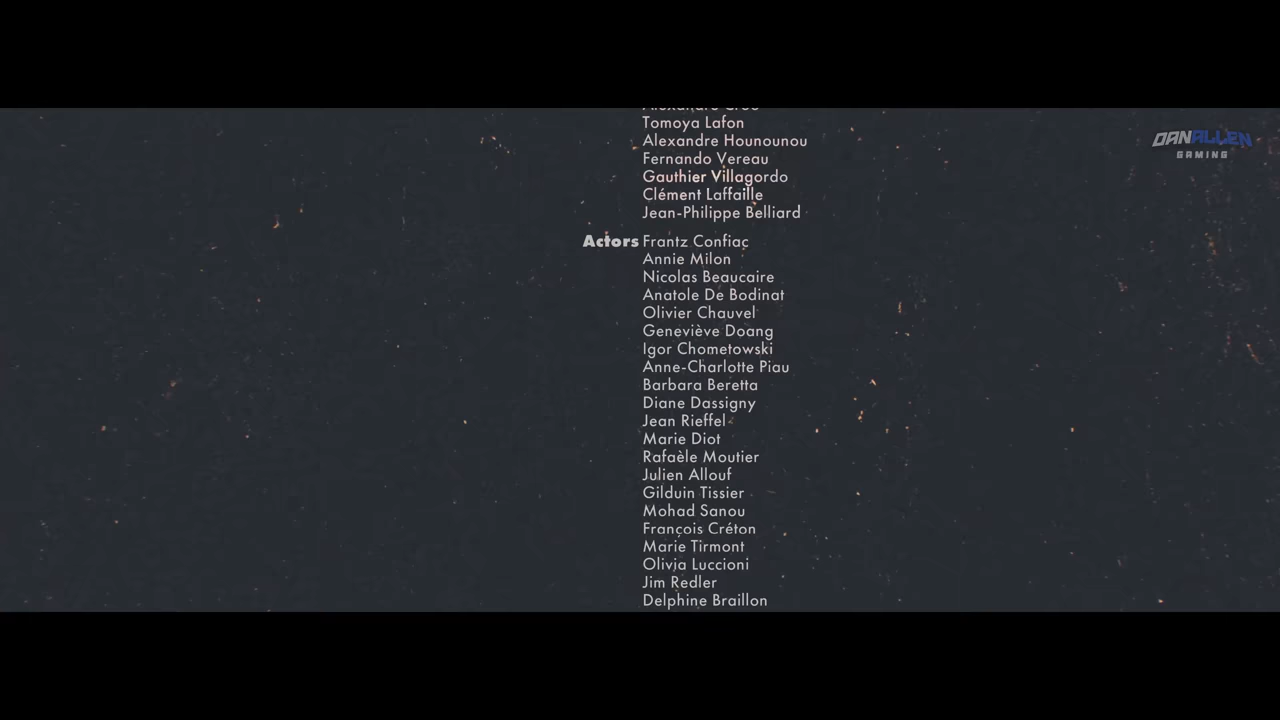 Tomoya Lafon
DANALLEN
Alexandre Hounounou
GAMING
Fernando Vereau
Gauthier Villagordo
Clément Laffaille
Jean-Philippe Belliard
Actors Frantz Confiac
Annie Milon
Nicolas Beaucaire
Anatole De Bodinat
Olivier Chauvel
Geneviève Doang
Igor Chometowski
Anne-Charlotte Piau
Barbara Beretta
Diane Dassigny
Jean Rieffel
Marie Diot
Rafaèle Moutier
Julien Allouf
Gilduin Tissier
Mohad Sanou
François Créton
Marie Tirmont
Olivia Luccioni
Jim Redler
Delphine Braillon